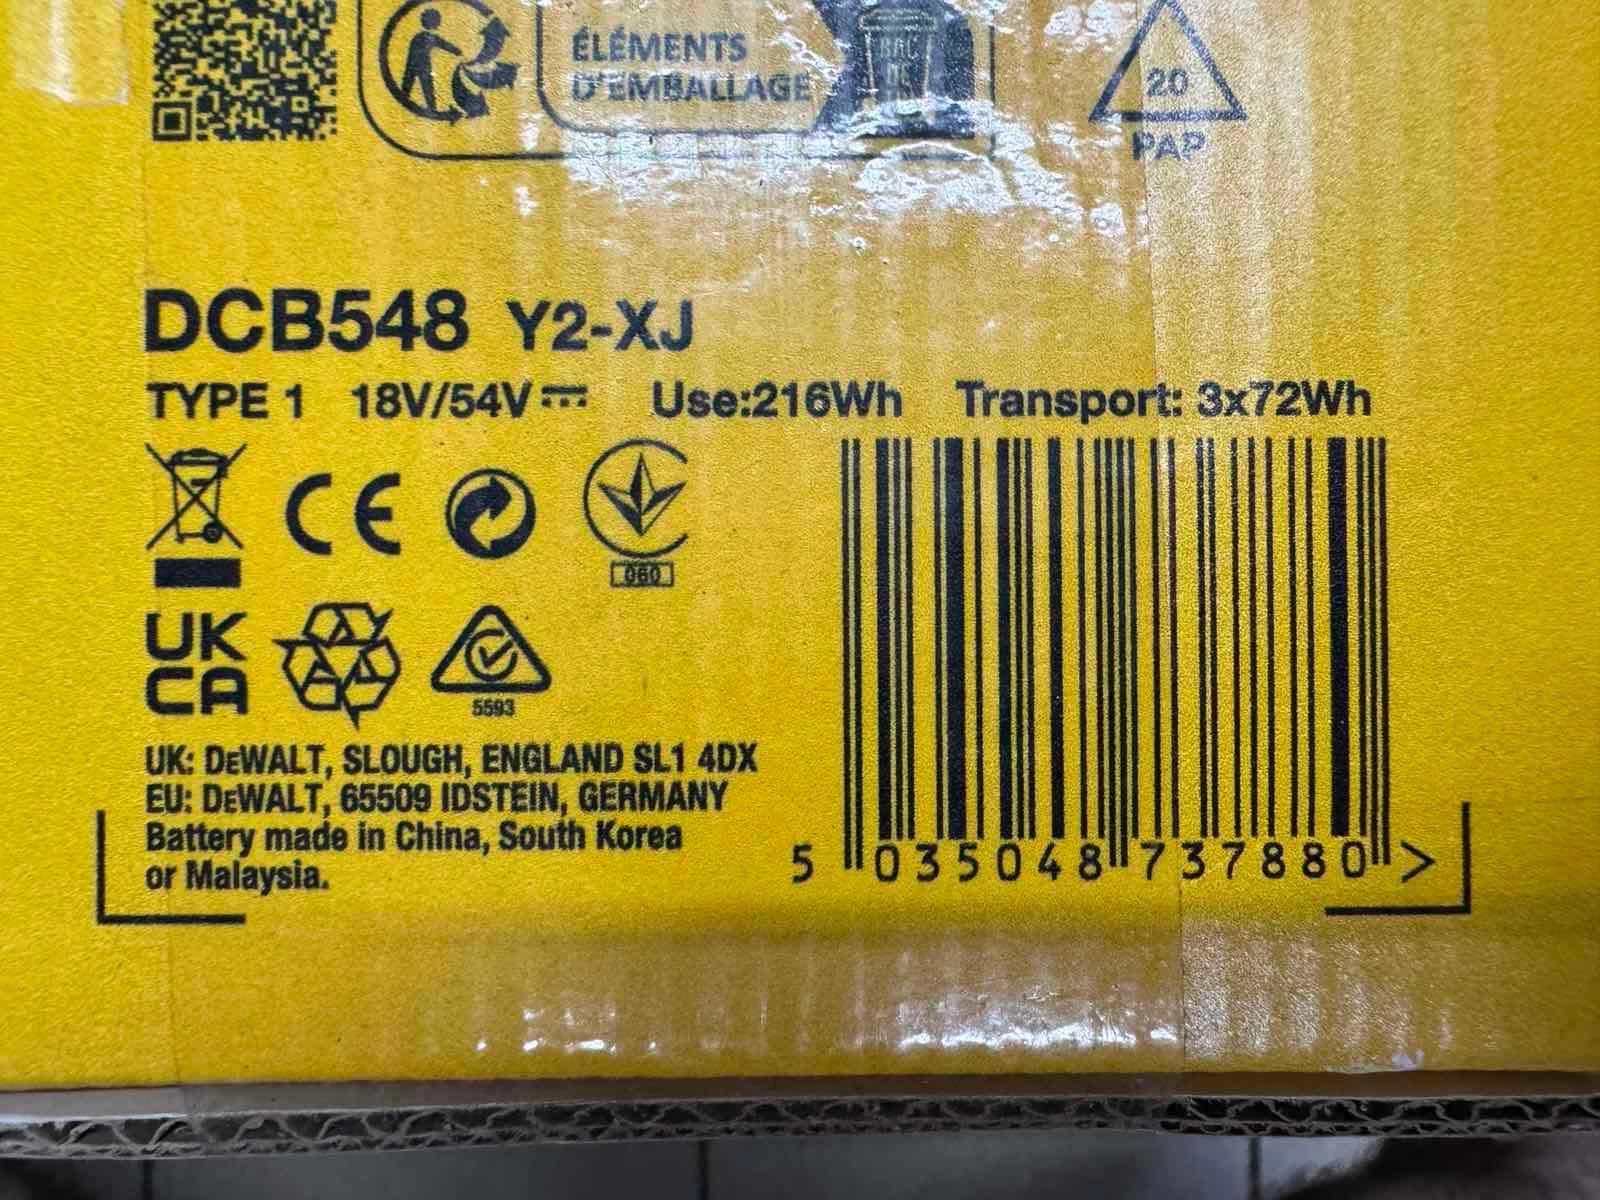 ÉLÉMENTS
D'EMBALLAGE
BAC
20
PAP
DCB548 Y2-XJ
TYPE 1 18V/54V⎓ Use:216Wh Transport: 3x72Wh
CE
060
UK
CA
5593
UK: DEWALT, SLOUGH, ENGLAND SL1 4DX
EU: DEWALT, 65509 IDSTEIN, GERMANY
Battery made in China, South Korea
or Malaysia.
5 035048 737880 >